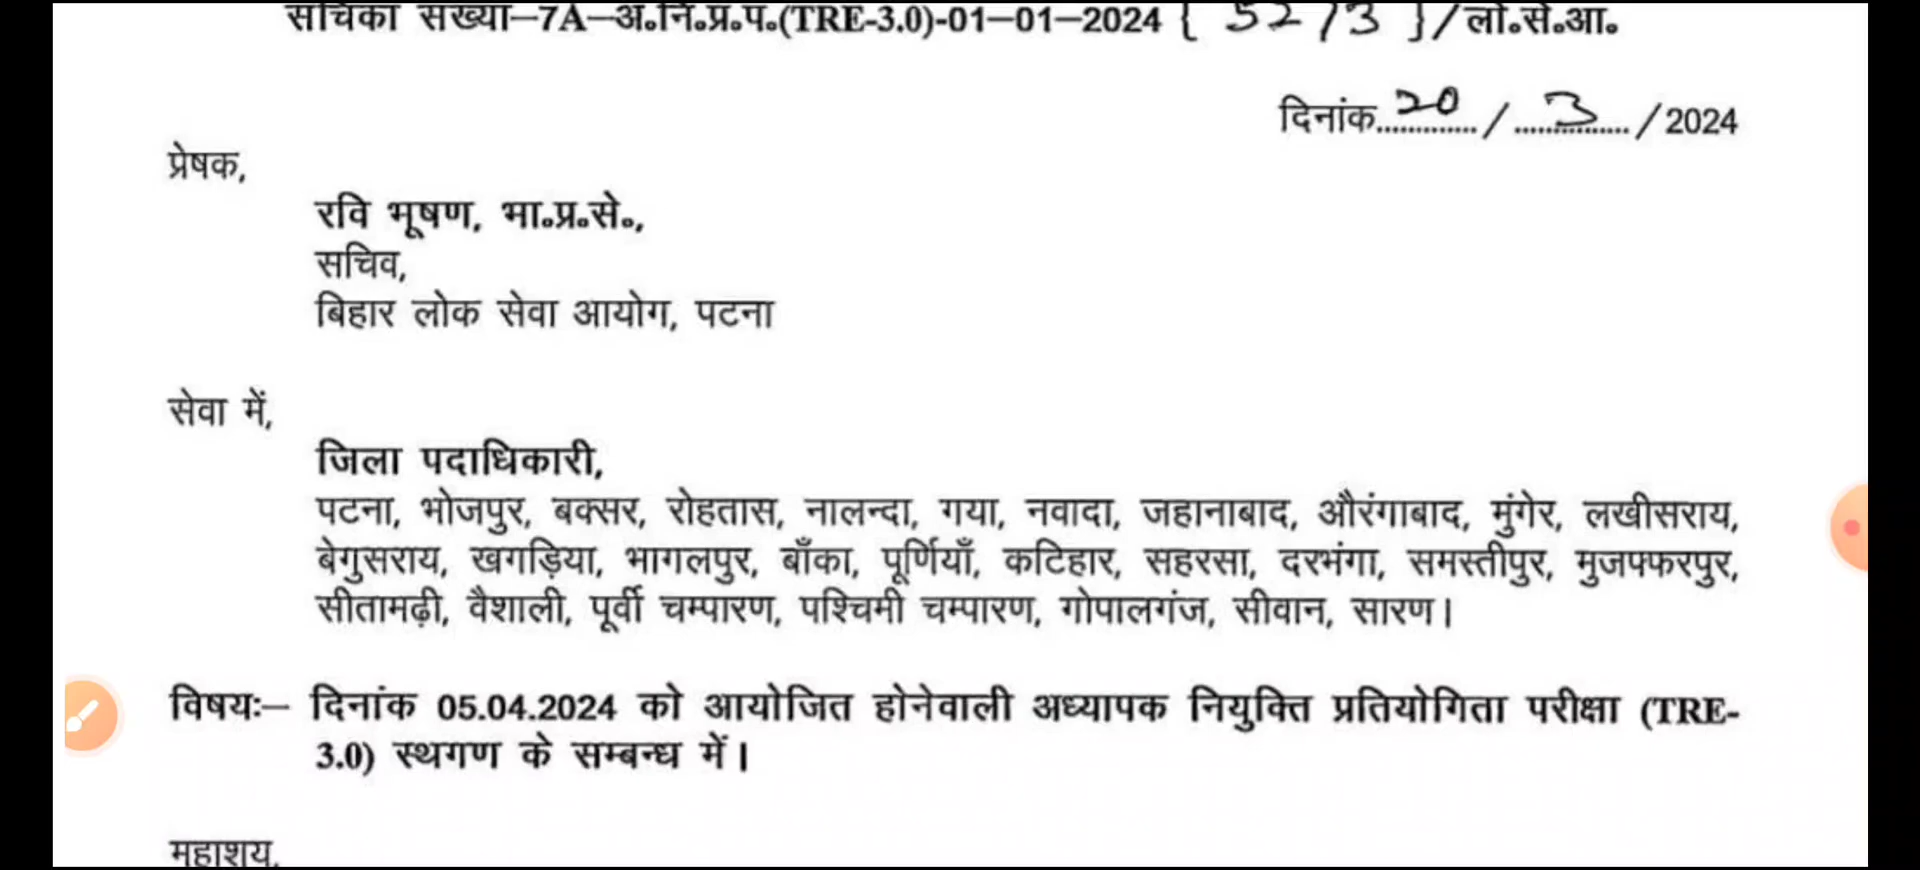 संचिका संख्या–7A–अ.नि.प्र.प.(TRE-3.0)-01–01–2024 [ 5213 ]/लो.से.आ.
दिनांक 20 / 3 /2024
प्रेषक,
रवि भूषण, भा.प्र.से.,
सचिव,
बिहार लोक सेवा आयोग, पटना
सेवा में,
जिला पदाधिकारी,
पटना, भोजपुर, बक्सर, रोहतास, नालन्दा, गया, नवादा, जहानाबाद, औरंगाबाद, मुंगेर, लखीसराय,
बेगुसराय, खगड़िया, भागलपुर, बाँका, पूर्णियाँ, कटिहार, सहरसा, दरभंगा, समस्तीपुर, मुजफ्फरपुर,
सीतामढ़ी, वैशाली, पूर्वी चम्पारण, पश्चिमी चम्पारण, गोपालगंज, सीवान, सारण।
विषयः– दिनांक 05.04.2024 को आयोजित होनेवाली अध्यापक नियुक्ति प्रतियोगिता परीक्षा (TRE-
3.0) स्थगण के सम्बन्ध में।
महाशय,